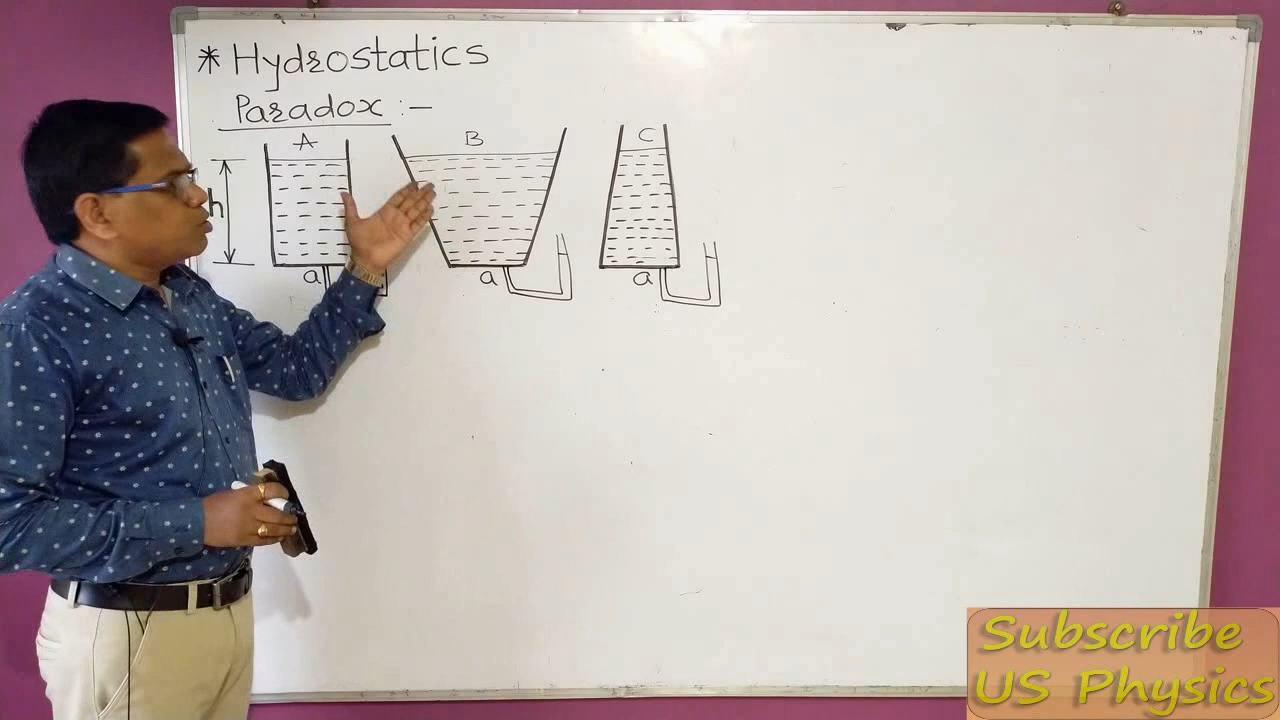 * Hydrostatics
Paradox :-
A B C
h
a a a
Subscribe
US Physics